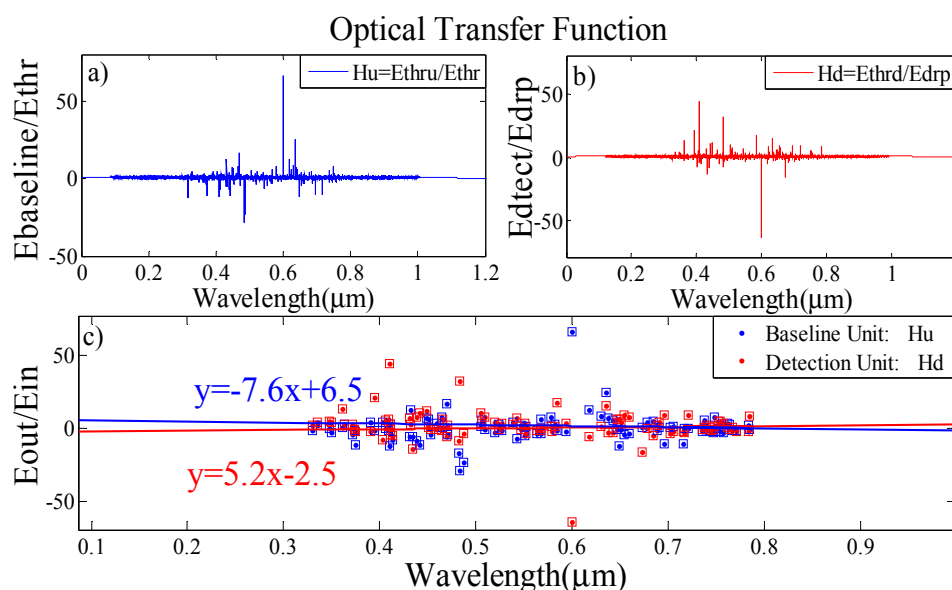 Optical Transfer Function
a)
Hu=Ethru/Ethr
Ebaseline/Ethr
50
0
-50
0 0.2 0.4 0.6 0.8 1 1.2
Wavelength(μm)
b)
Hd=Ethrd/Edrp
Edtect/Edrp
50
0
-50
0 0.2 0.4 0.6 0.8 1
Wavelength(μm)
c)
Baseline Unit: Hu
Detection Unit: Hd
y=-7.6x+6.5
y=5.2x-2.5
Eout/Ein
50
0
-50
0.1 0.2 0.3 0.4 0.5 0.6 0.7 0.8 0.9
Wavelength(μm)